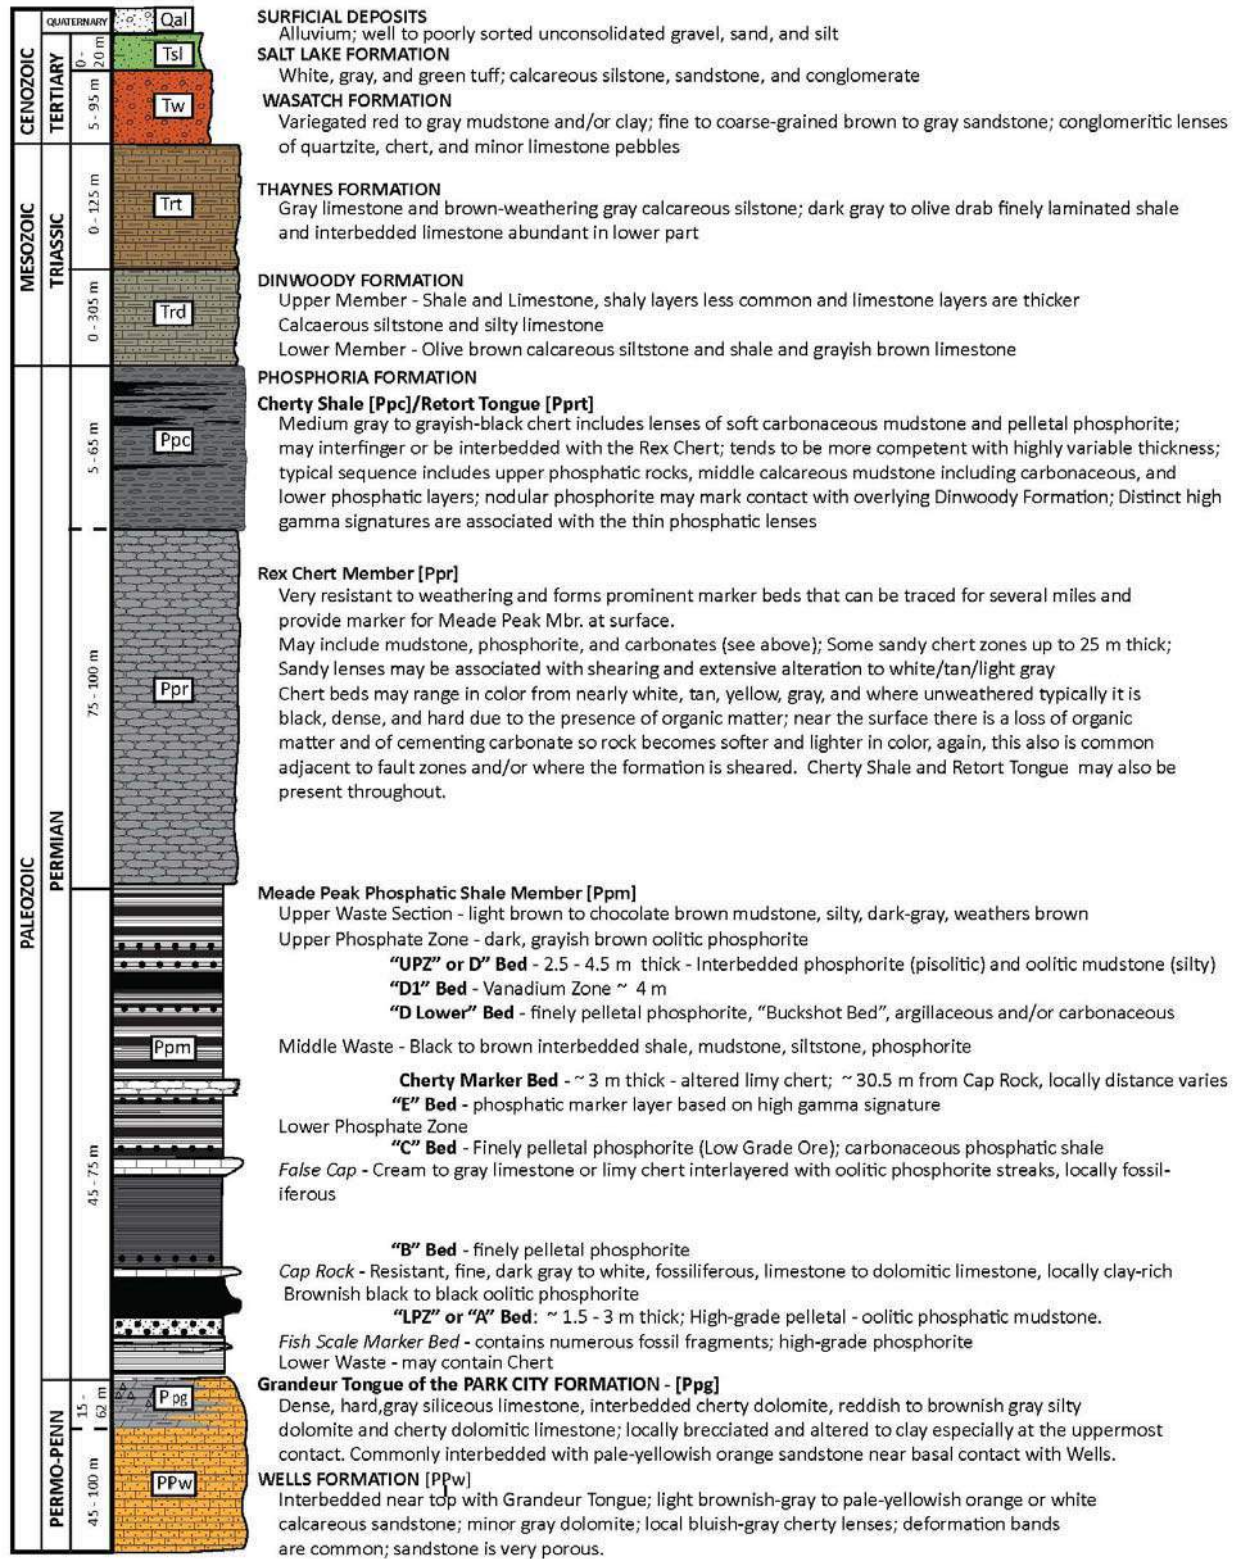 CENOZOIC
MESOZOIC
PALEOZOIC
QUATERNARY
TERTIARY
TRIASSIC
PERMIAN
PERMO-PENN
0 -
20 m
5 - 95 m
0 - 125 m
0 - 305 m
5 - 65 m
75 - 100 m
45 - 75 m
15 -
62 m
45 - 100 m
Qal
Tsl
Tw
Trt
Trd
Ppc
Ppr
Ppm
Ppg
PPw
SURFICIAL DEPOSITS
Alluvium; well to poorly sorted unconsolidated gravel, sand, and silt
SALT LAKE FORMATION
White, gray, and green tuff; calcareous silstone, sandstone, and conglomerate
WASATCH FORMATION
Variegated red to gray mudstone and/or clay; fine to coarse-grained brown to gray sandstone; conglomeritic lenses
of quartzite, chert, and minor limestone pebbles
THAYNES FORMATION
Gray limestone and brown-weathering gray calcareous silstone; dark gray to olive drab finely laminated shale
and interbedded limestone abundant in lower part
DINWOODY FORMATION
Upper Member - Shale and Limestone, shaly layers less common and limestone layers are thicker
Calcaerous siltstone and silty limestone
Lower Member - Olive brown calcareous siltstone and shale and grayish brown limestone
PHOSPHORIA FORMATION
Cherty Shale [Ppc]/Retort Tongue [Pprt]
Medium gray to grayish-black chert includes lenses of soft carbonaceous mudstone and pelletal phosphorite;
may interfinger or be interbedded with the Rex Chert; tends to be more competent with highly variable thickness;
typical sequence includes upper phosphatic rocks, middle calcareous mudstone including carbonaceous, and
lower phosphatic layers; nodular phosphorite may mark contact with overlying Dinwoody Formation; Distinct high
gamma signatures are associated with the thin phosphatic lenses
Rex Chert Member [Ppr]
Very resistant to weathering and forms prominent marker beds that can be traced for several miles and
provide marker for Meade Peak Mbr. at surface.
May include mudstone, phosphorite, and carbonates (see above); Some sandy chert zones up to 25 m thick;
Sandy lenses may be associated with shearing and extensive alteration to white/tan/light gray
Chert beds may range in color from nearly white, tan, yellow, gray, and where unweathered typically it is
black, dense, and hard due to the presence of organic matter; near the surface there is a loss of organic
matter and of cementing carbonate so rock becomes softer and lighter in color, again, this also is common
adjacent to fault zones and/or where the formation is sheared. Cherty Shale and Retort Tongue may also be
present throughout.
Meade Peak Phosphatic Shale Member [Ppm]
Upper Waste Section - light brown to chocolate brown mudstone, silty, dark-gray, weathers brown
Upper Phosphate Zone - dark, grayish brown oolitic phosphorite
“UPZ” or D” Bed - 2.5 - 4.5 m thick - Interbedded phosphorite (pisolitic) and oolitic mudstone (silty)
“D1” Bed - Vanadium Zone ~ 4 m
“D Lower” Bed - finely pelletal phosphorite, “Buckshot Bed”, argillaceous and/or carbonaceous
Middle Waste - Black to brown interbedded shale, mudstone, siltstone, phosphorite
Cherty Marker Bed - ~ 3 m thick - altered limy chert; ~ 30.5 m from Cap Rock, locally distance varies
“E” Bed - phosphatic marker layer based on high gamma signature
Lower Phosphate Zone
“C” Bed - Finely pelletal phosphorite (Low Grade Ore); carbonaceous phosphatic shale
False Cap - Cream to gray limestone or limy chert interlayered with oolitic phosphorite streaks, locally fossil-
iferous
“B” Bed - finely pelletal phosphorite
Cap Rock - Resistant, fine, dark gray to white, fossiliferous, limestone to dolomitic limestone, locally clay-rich
Brownish black to black oolitic phosphorite
“LPZ” or “A” Bed: ~ 1.5 - 3 m thick; High-grade pelletal - oolitic phosphatic mudstone.
Fish Scale Marker Bed - contains numerous fossil fragments; high-grade phosphorite
Lower Waste - may contain Chert
Grandeur Tongue of the PARK CITY FORMATION - [Ppg]
Dense, hard,gray siliceous limestone, interbedded cherty dolomite, reddish to brownish gray silty
dolomite and cherty dolomitic limestone; locally brecciated and altered to clay especially at the uppermost
contact. Commonly interbedded with pale-yellowish orange sandstone near basal contact with Wells.
WELLS FORMATION [PPw]
Interbedded near top with Grandeur Tongue; light brownish-gray to pale-yellowish orange or white
calcareous sandstone; minor gray dolomite; local bluish-gray cherty lenses; deformation bands
are common; sandstone is very porous.